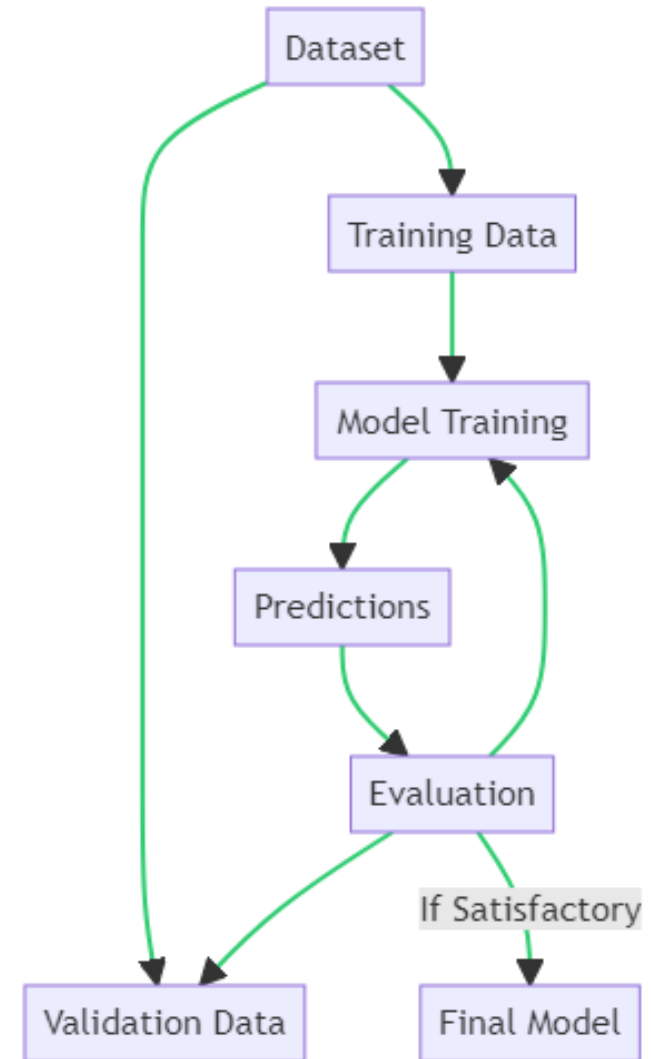 Dataset
Training Data
Model Training
Predictions
Evaluation
If Satisfactory
Validation Data
Final Model